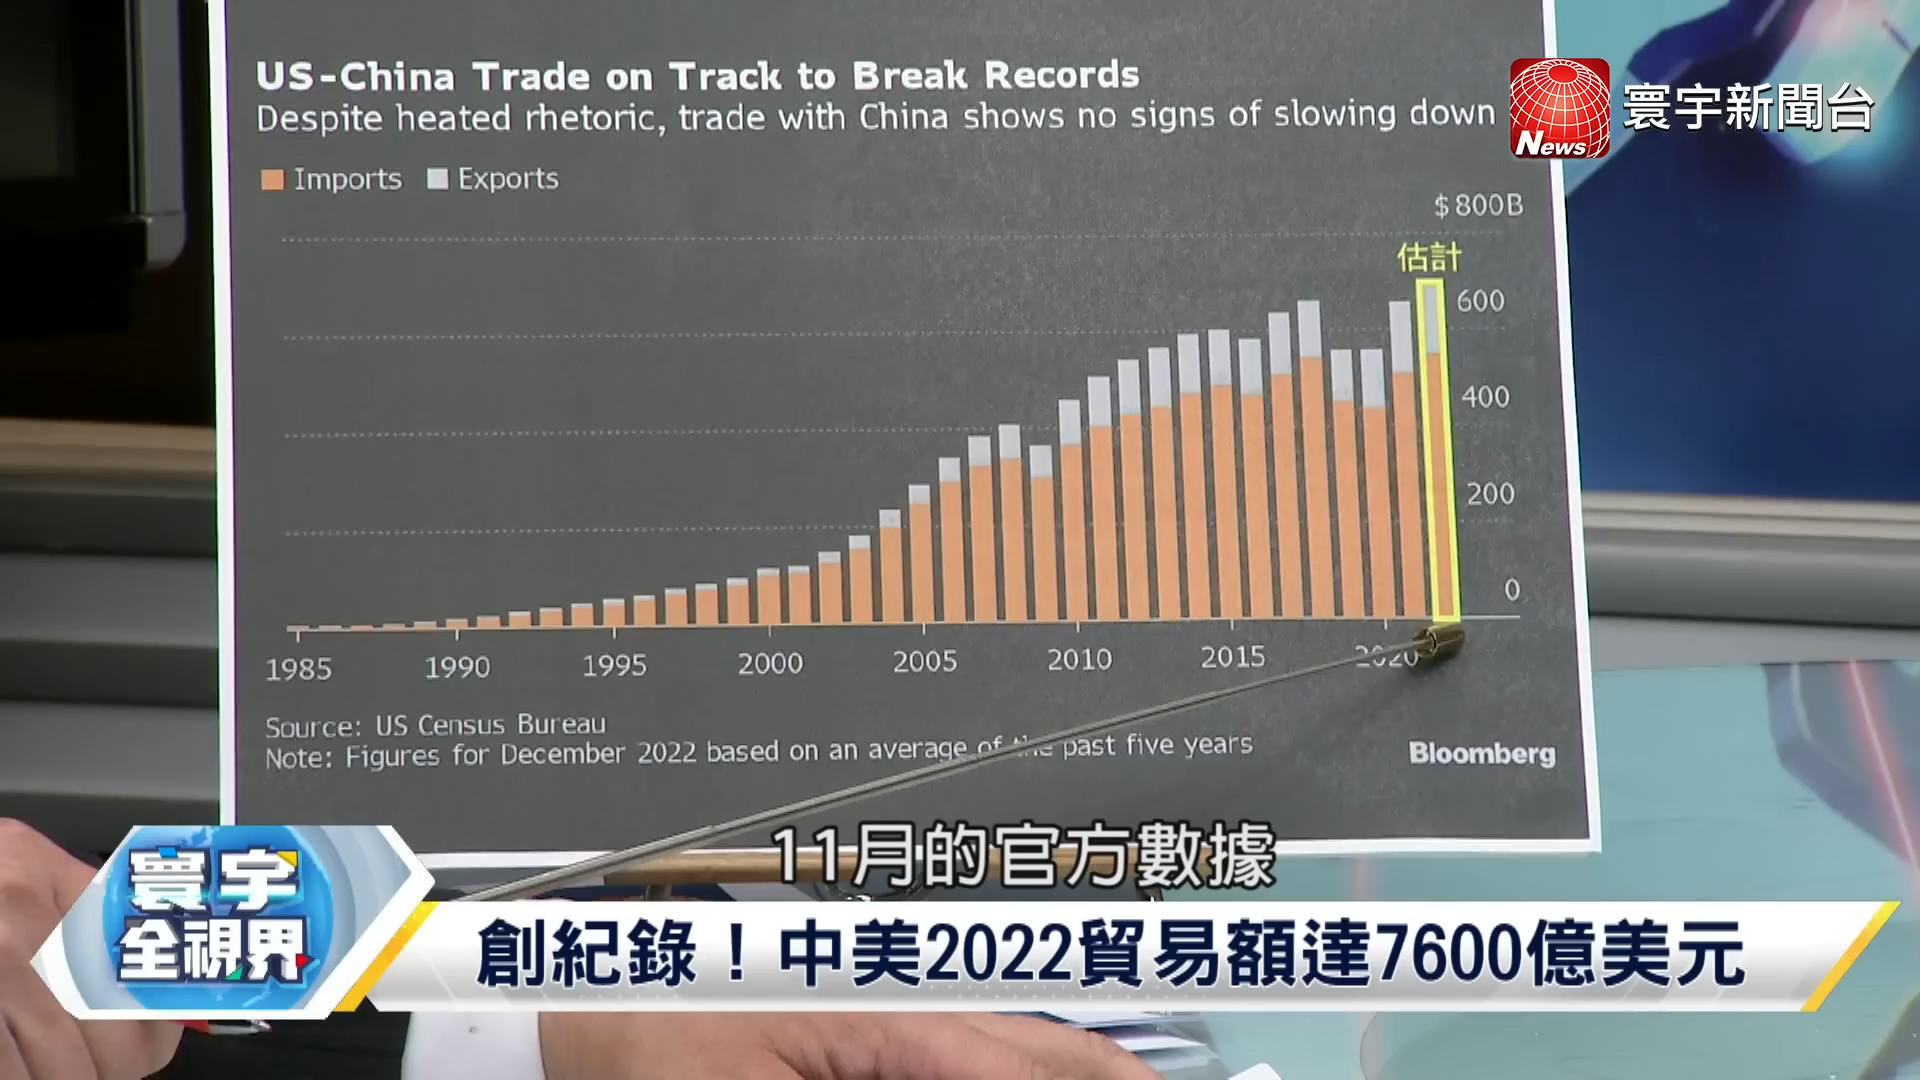 US-China Trade on Track to Break Records
Despite heated rhetoric, trade with China shows no signs of slowing down
News 寰宇新聞台
Imports Exports
$800B
估計
600
400
200
0
1985 1990 1995 2000 2005 2010 2015 2020
Source: US Census Bureau
Note: Figures for December 2022 based on an average of the past five years
Bloomberg
11月的官方數據
寰宇
全視界
創紀錄！中美2022貿易額達7600億美元